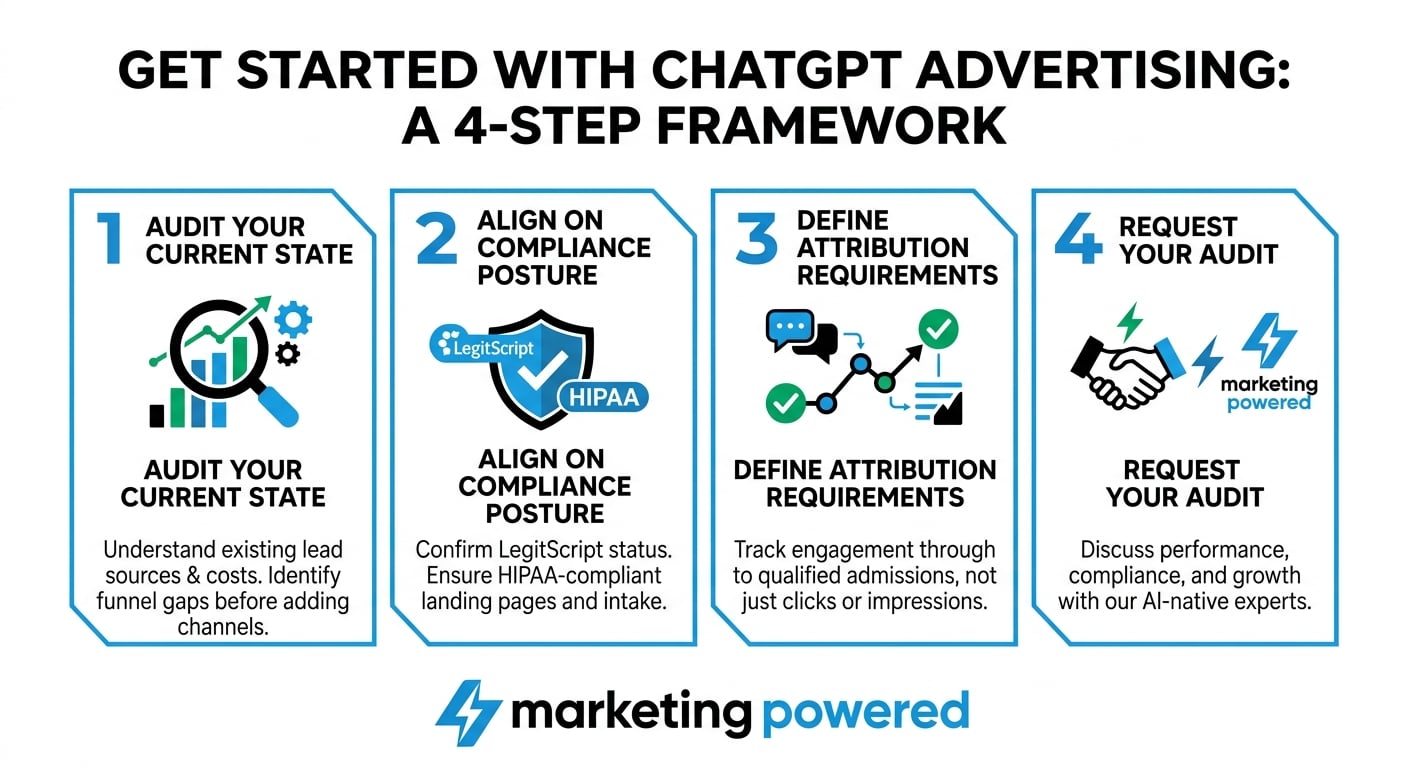 GET STARTED WITH CHATGPT ADVERTISING:
A 4-STEP FRAMEWORK
1
AUDIT YOUR
CURRENT STATE
AUDIT YOUR
CURRENT STATE
Understand existing lead
sources & costs. Identify
funnel gaps before adding
channels.
2
ALIGN ON
COMPLIANCE
POSTURE
LegitScript
HIPAA
ALIGN ON
COMPLIANCE
POSTURE
Confirm LegitScript status.
Ensure HIPAA-compliant
landing pages and intake.
3
DEFINE
ATTRIBUTION
REQUIREMENTS
DEFINE ATTRIBUTION
REQUIREMENTS
Track engagement through
to qualified admissions, not
just clicks or impressions.
4
REQUEST
YOUR AUDIT
marketing
powered
REQUEST
YOUR AUDIT
Discuss performance,
compliance, and growth
with our AI-native experts.
marketing powered